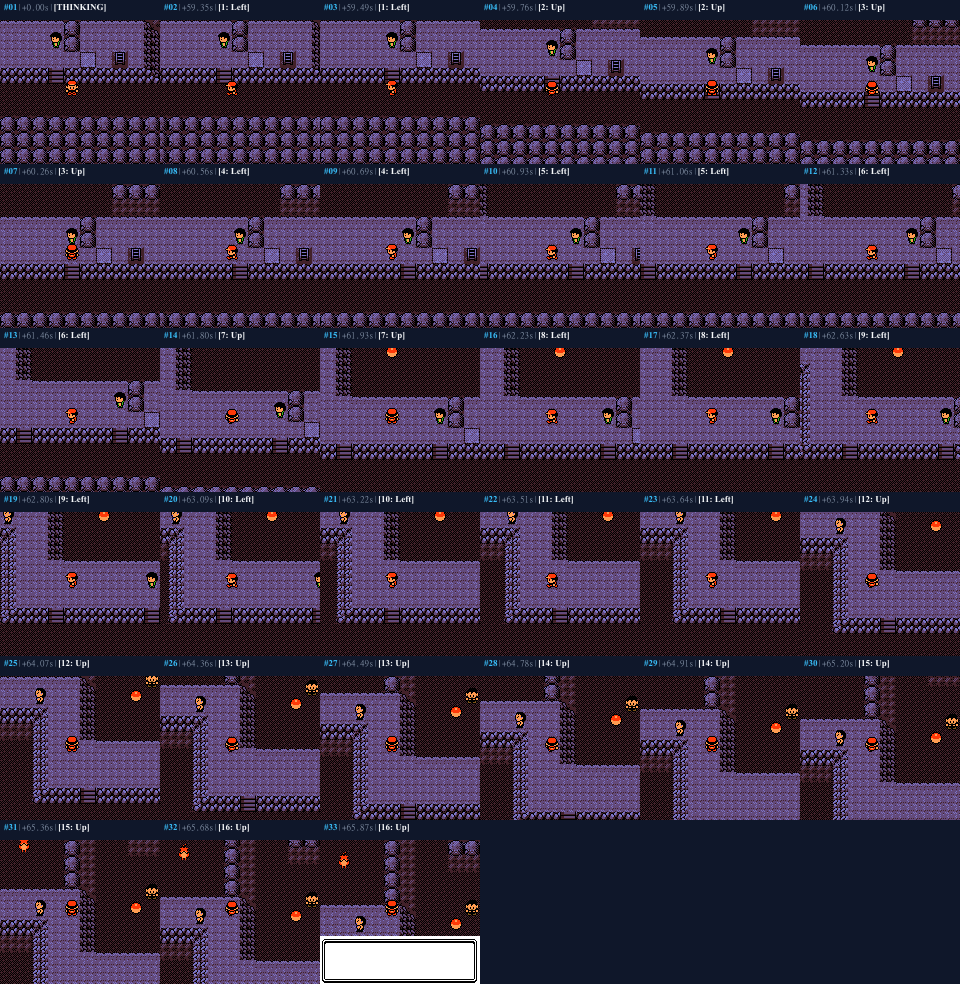 #01|+0.00s|[THINKING]
#02|+59.35s|[1: Left]
#03|+59.49s|[1: Left]
#04|+59.76s|[2: Up]
#05|+59.89s|[2: Up]
#06|+60.12s|[3: Up]
#07|+60.26s|[3: Up]
#08|+60.56s|[4: Left]
#09|+60.69s|[4: Left]
#10|+60.93s|[5: Left]
#11|+61.06s|[5: Left]
#12|+61.33s|[6: Left]
#13|+61.46s|[6: Left]
#14|+61.80s|[7: Up]
#15|+61.93s|[7: Up]
#16|+62.23s|[8: Left]
#17|+62.37s|[8: Left]
#18|+62.63s|[9: Left]
#19|+62.80s|[9: Left]
#20|+63.09s|[10: Left]
#21|+63.22s|[10: Left]
#22|+63.51s|[11: Left]
#23|+63.64s|[11: Left]
#24|+63.94s|[12: Up]
#25|+64.07s|[12: Up]
#26|+64.36s|[13: Up]
#27|+64.49s|[13: Up]
#28|+64.78s|[14: Up]
#29|+64.91s|[14: Up]
#30|+65.20s|[15: Up]
#31|+65.36s|[15: Up]
#32|+65.68s|[16: Up]
#33|+65.87s|[16: Up]